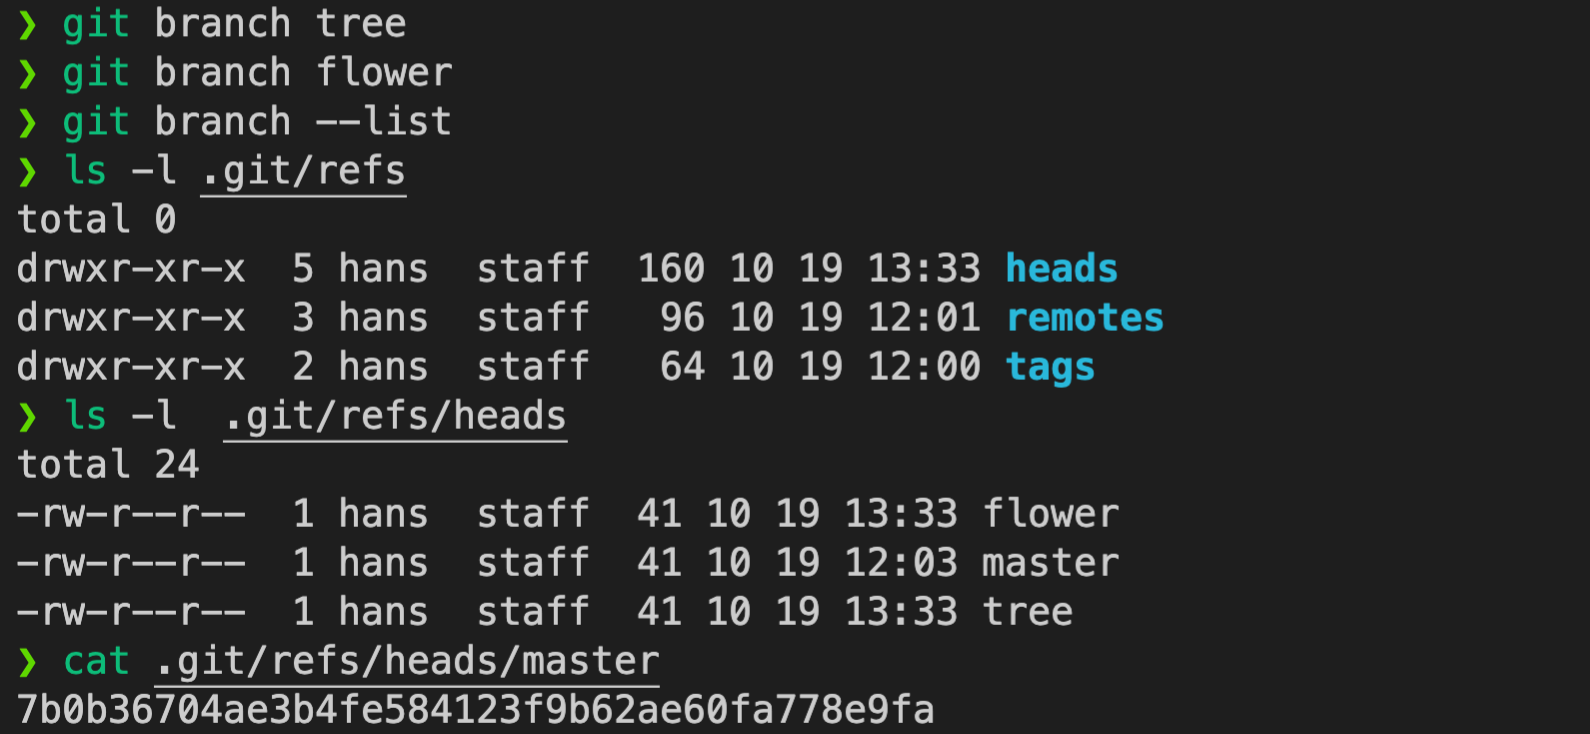 ❯ git branch tree
❯ git branch flower
❯ git branch --list
❯ ls -l .git/refs
total 0
drwxr-xr-x  5 hans  staff  160 10 19 13:33 heads
drwxr-xr-x  3 hans  staff   96 10 19 12:01 remotes
drwxr-xr-x  2 hans  staff   64 10 19 12:00 tags
❯ ls -l  .git/refs/heads
total 24
-rw-r--r--  1 hans  staff  41 10 19 13:33 flower
-rw-r--r--  1 hans  staff  41 10 19 12:03 master
-rw-r--r--  1 hans  staff  41 10 19 13:33 tree
❯ cat .git/refs/heads/master
7b0b36704ae3b4fe584123f9b62ae60fa778e9fa